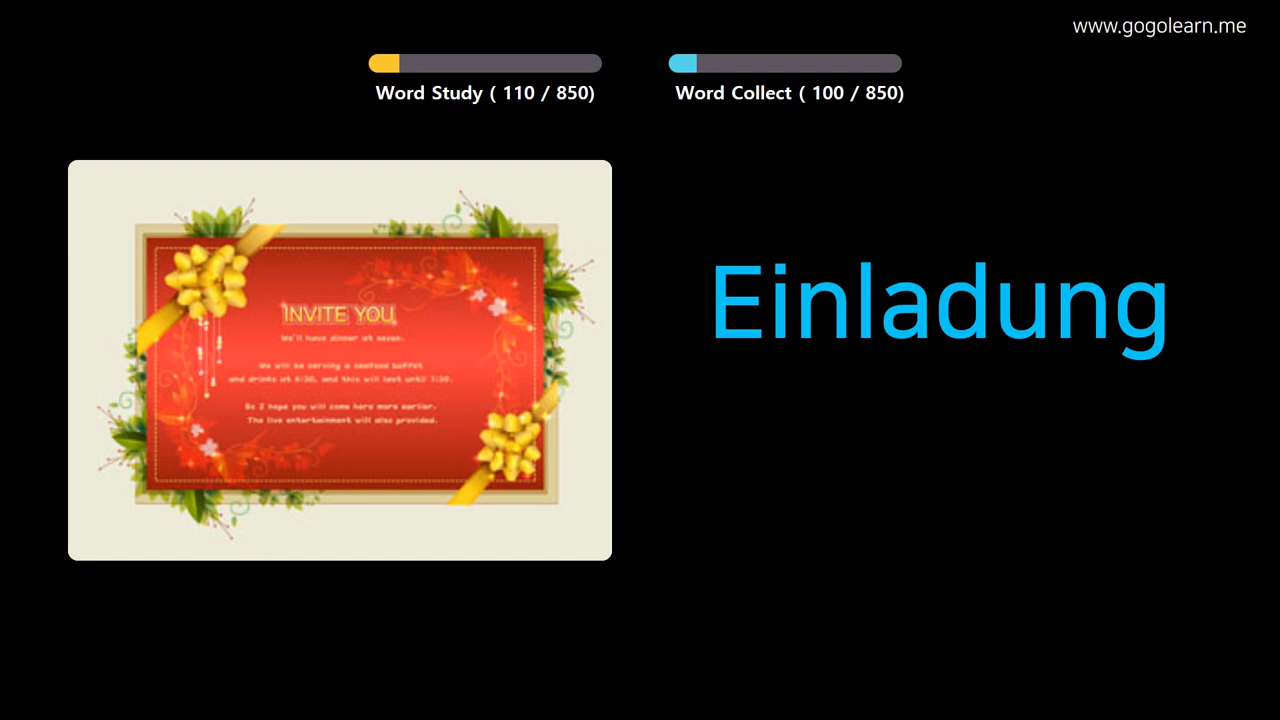 www.gogolearn.me
Word Study ( 110 / 850)
Word Collect ( 100 / 850)
INVITE YOU
We'll have dinner at seven.
We will be serving a seafood buffet
and drinks at 6:30, and this will last until 1:30.
So I hope you will come here more earlier.
The live entertainment will also provided.
Einladung